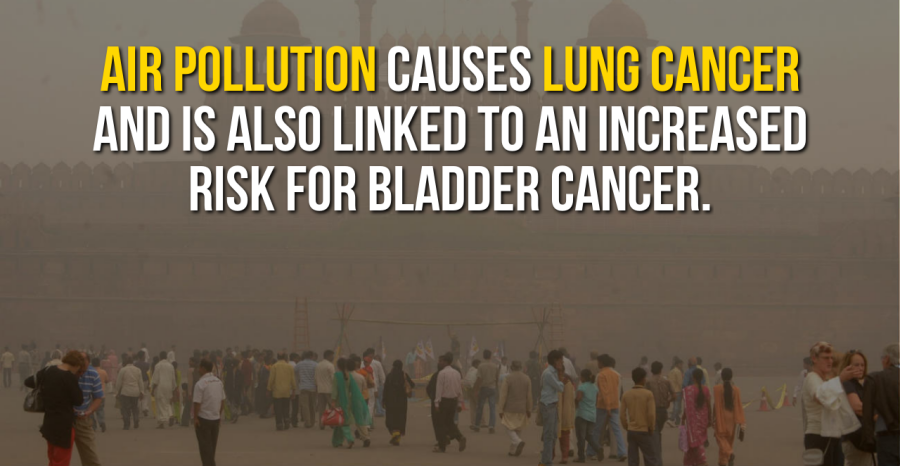 AIR POLLUTION CAUSES LUNG CANCER
AND IS ALSO LINKED TO AN INCREASED
RISK FOR BLADDER CANCER.